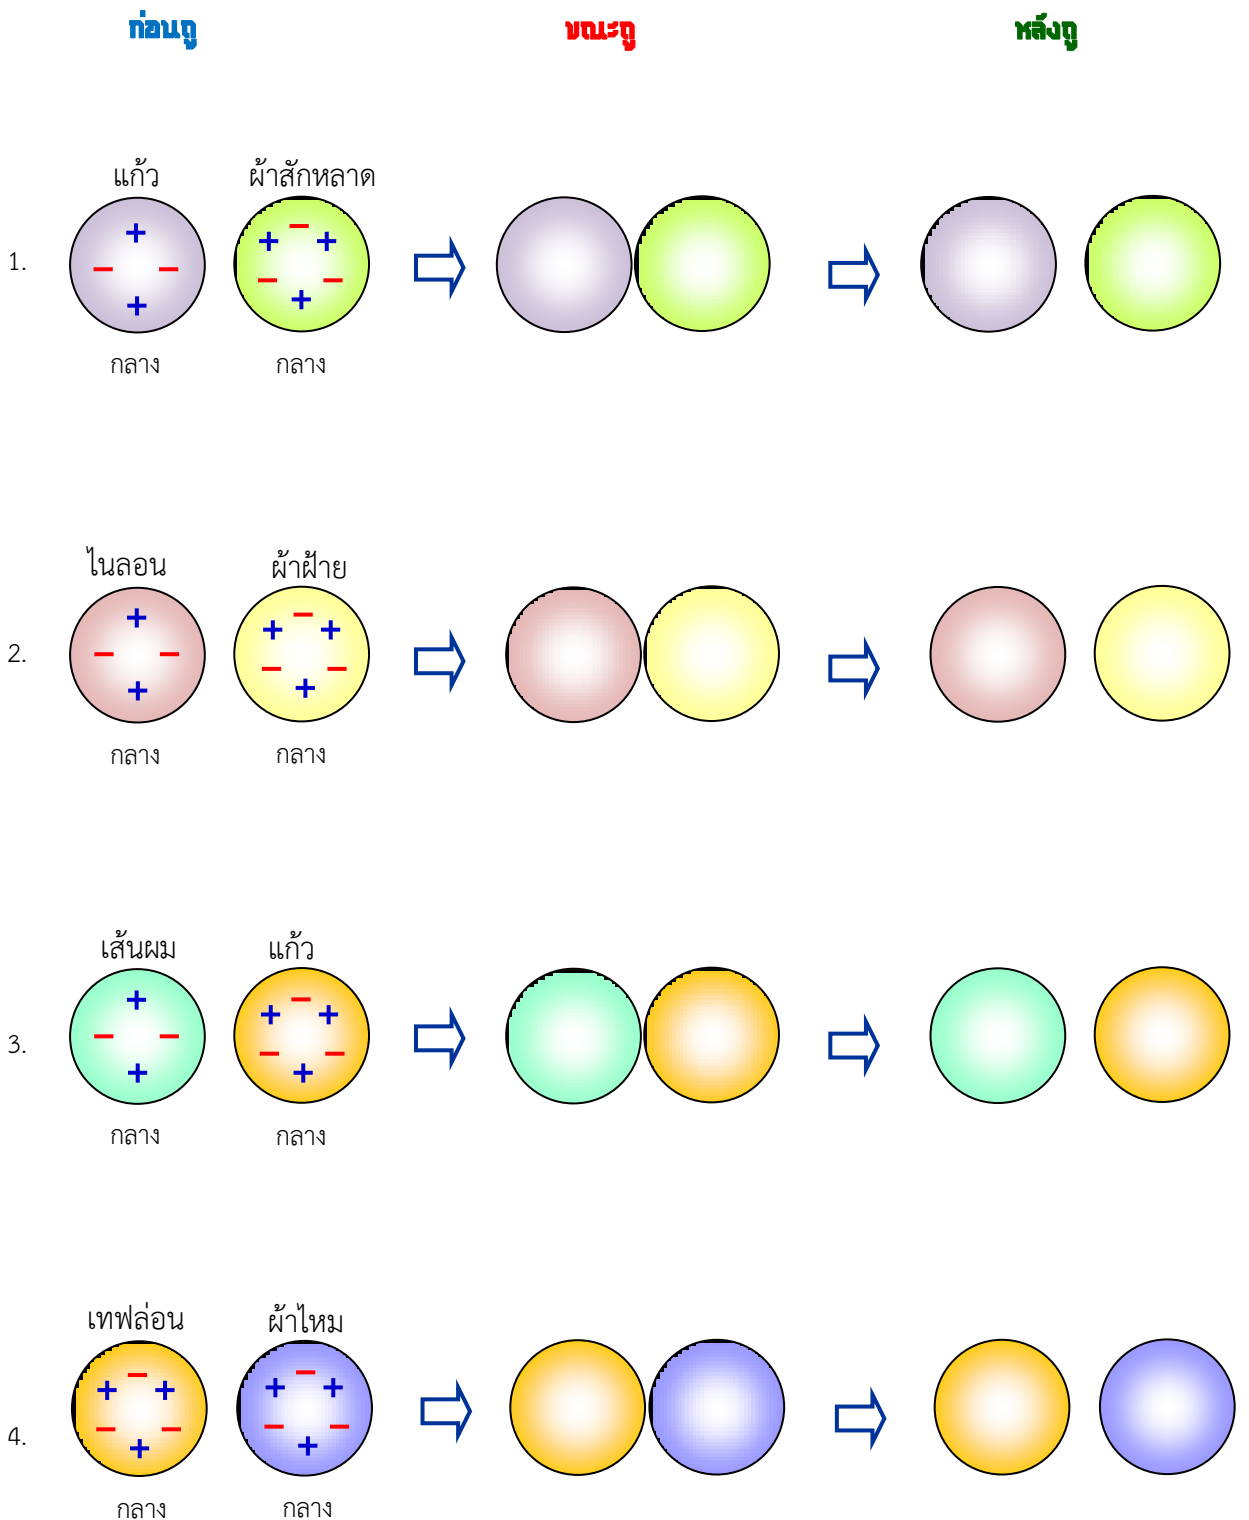 ก่อนถู ขณะถู หลังถู
แก้ว ผ้าสักหลาด
1.
กลาง กลาง
ไนลอน ผ้าฝ้าย
2.
กลาง กลาง
เส้นผม แก้ว
3.
กลาง กลาง
เทฟล่อน ผ้าไหม
4.
กลาง กลาง